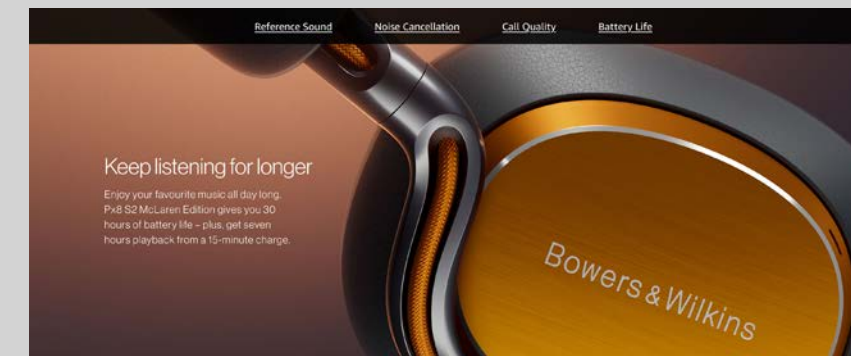 Reference Sound Noise Cancellation Call Quality Battery Life
Keep listening for longer
Enjoy your favourite music all day long.
Px8 S2 McLaren Edition gives you 30
hours of battery life – plus, get seven
hours playback from a 15-minute charge.
Bowers & Wilkins